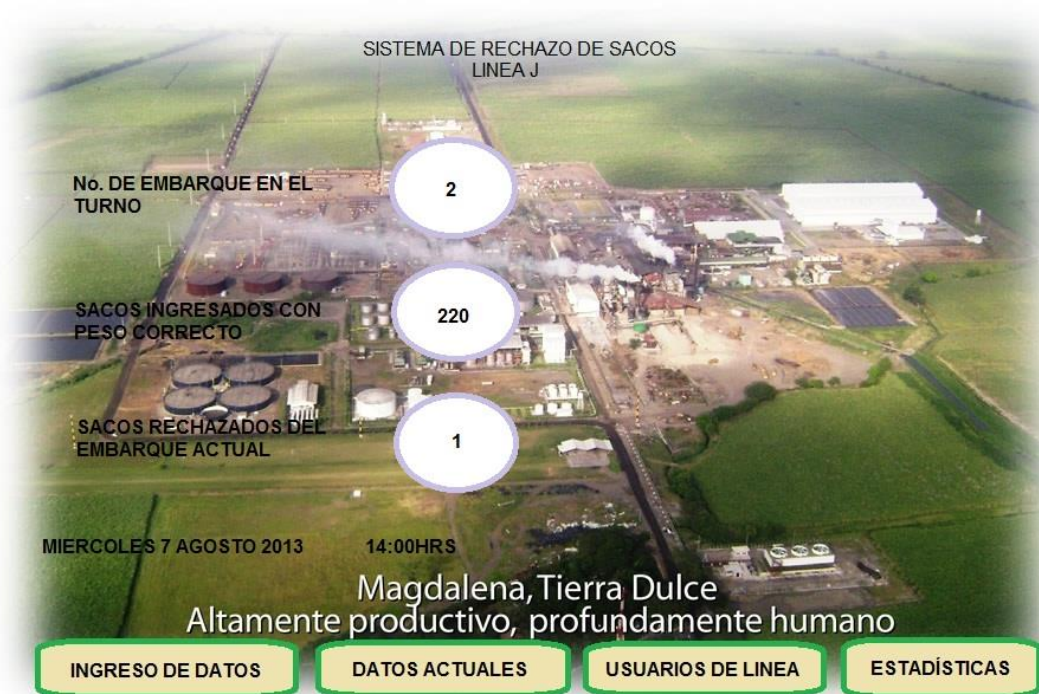 SISTEMA DE RECHAZO DE SACOS
LINEA J
No. DE EMBARQUE EN EL
TURNO
2
SACOS INGRESADOS CON
PESO CORRECTO
220
SACOS RECHAZADOS DEL
EMBARQUE ACTUAL
1
MIERCOLES 7 AGOSTO 2013 14:00HRS
Magdalena, Tierra Dulce
Altamente productivo, profundamente humano
INGRESO DE DATOS
DATOS ACTUALES
USUARIOS DE LINEA
ESTADÍSTICAS